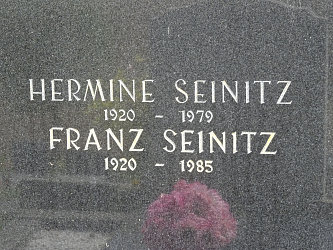 HERMINE SEINITZ
1920 - 1979
FRANZ SEINITZ
1920 - 1985